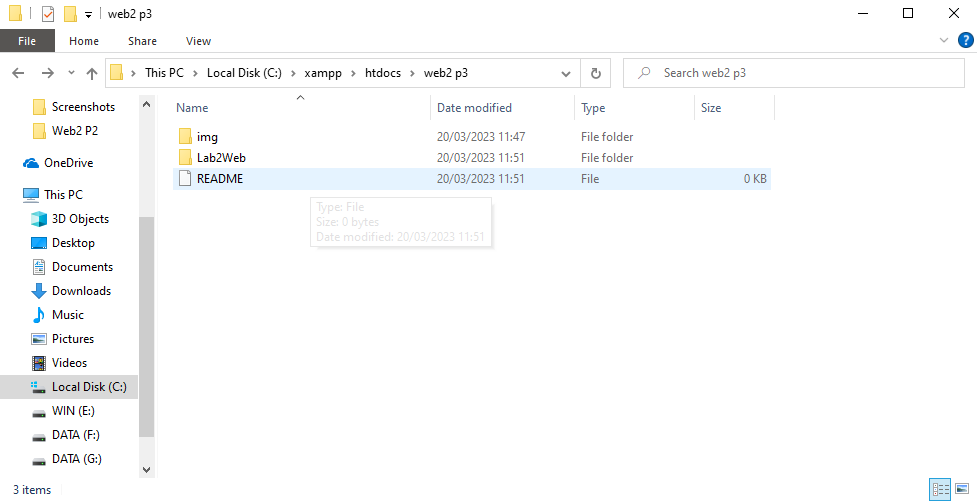 web2 p3
File Home Share View
This PC Local Disk (C:) xampp htdocs web2 p3 Search web2 p3
Screenshots
Web2 P2
OneDrive
This PC
3D Objects
Desktop
Documents
Downloads
Music
Pictures
Videos
Local Disk (C:)
WIN (E:)
DATA (F:)
DATA (G:)
Name Date modified Type Size
img 20/03/2023 11:47 File folder
Lab2Web 20/03/2023 11:51 File folder
README 20/03/2023 11:51 File 0 KB
Type: File
Size: 0 bytes
Date modified: 20/03/2023 11:51
3 items